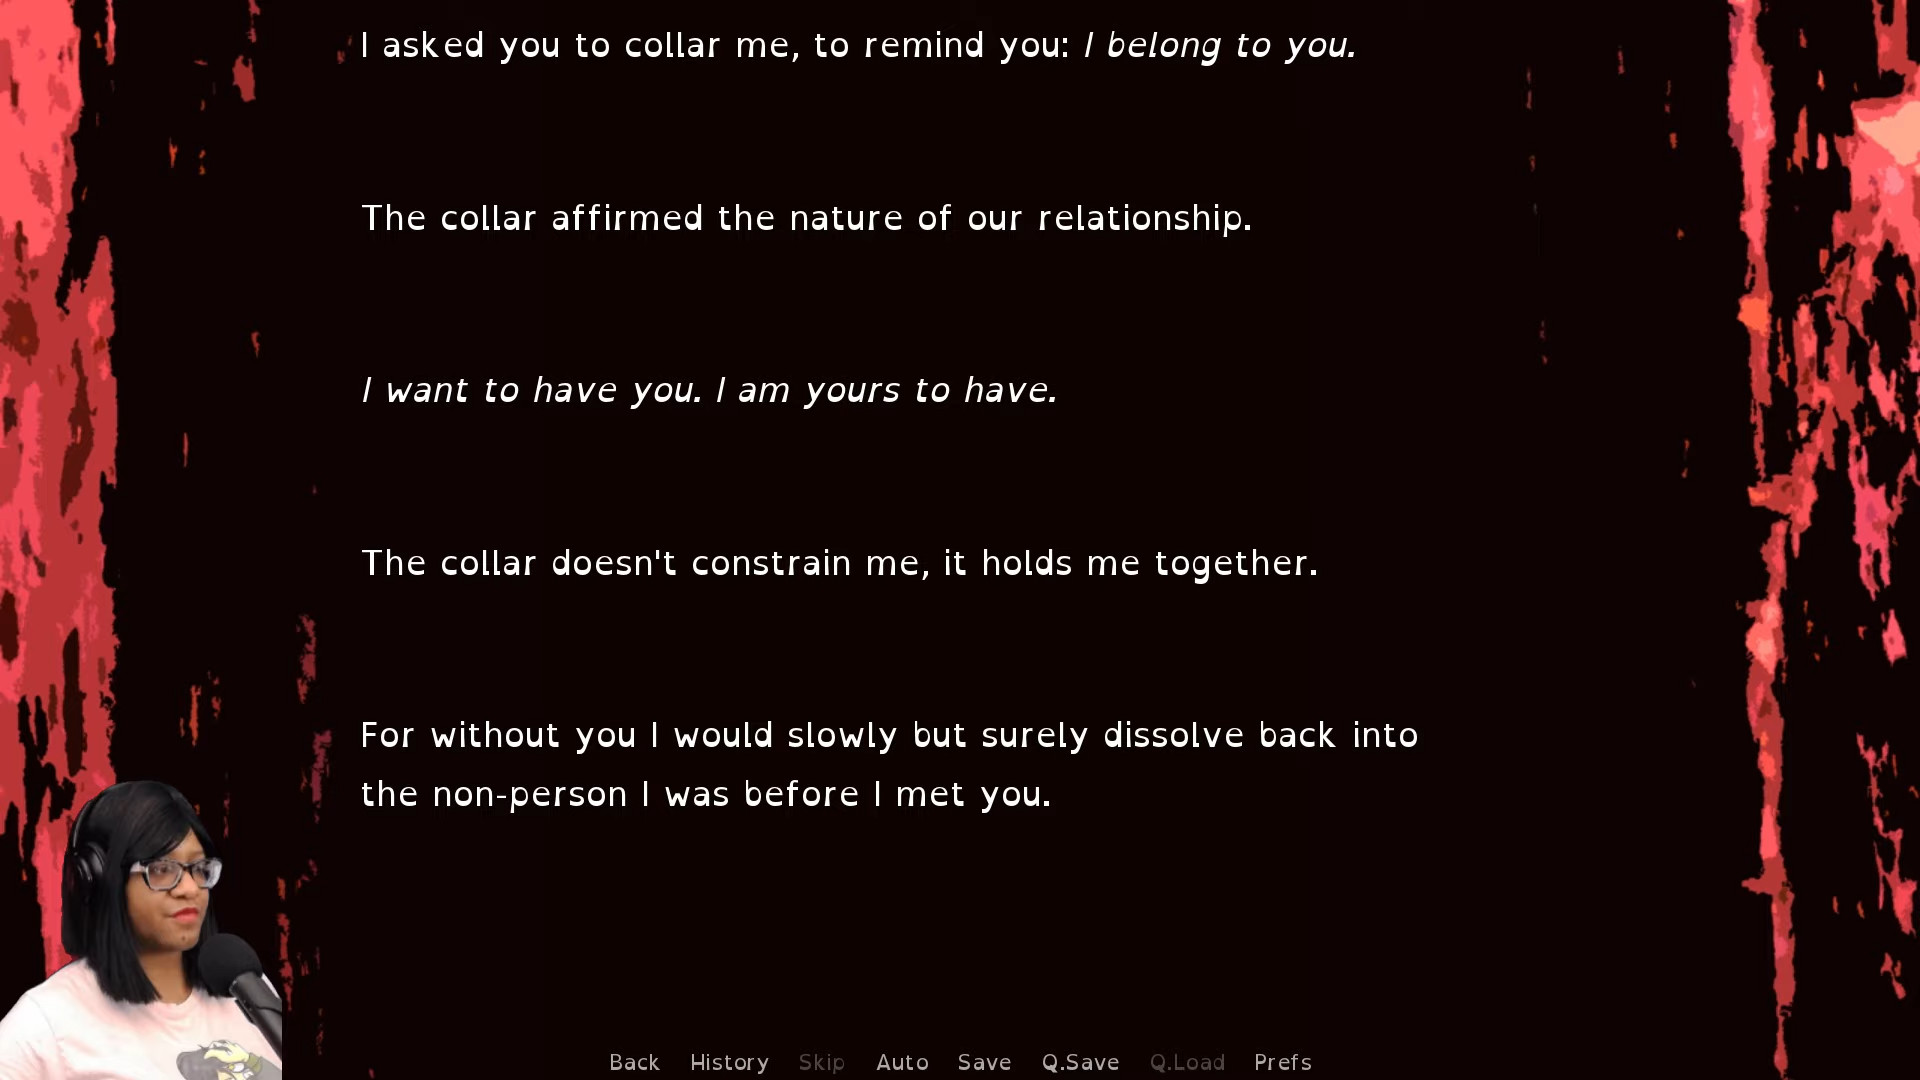 I asked you to collar me, to remind you: I belong to you.
The collar affirmed the nature of our relationship.
I want to have you. I am yours to have.
The collar doesn't constrain me, it holds me together.
For without you I would slowly but surely dissolve back into
the non-person I was before I met you.
Back History Skip Auto Save Q.Save Q.Load Prefs